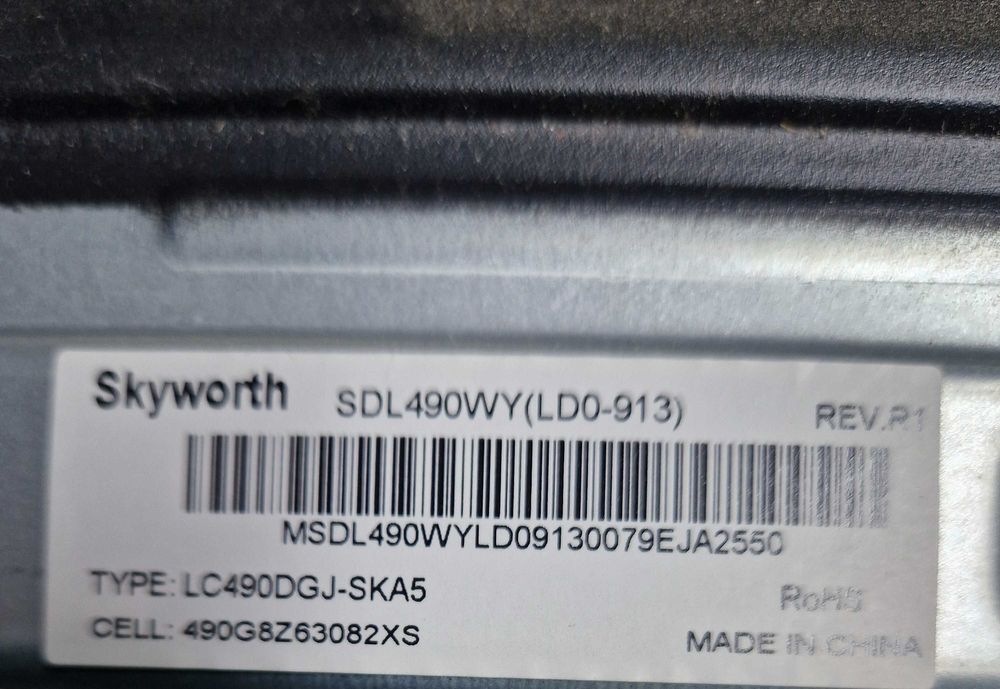 Skyworth SDL490WY(LD0-913) REV.R1
MSDL490WYLD09130079EJA2550
TYPE: LC490DGJ-SKA5 RoHS
CELL: 490G8Z63082XS MADE IN CHINA